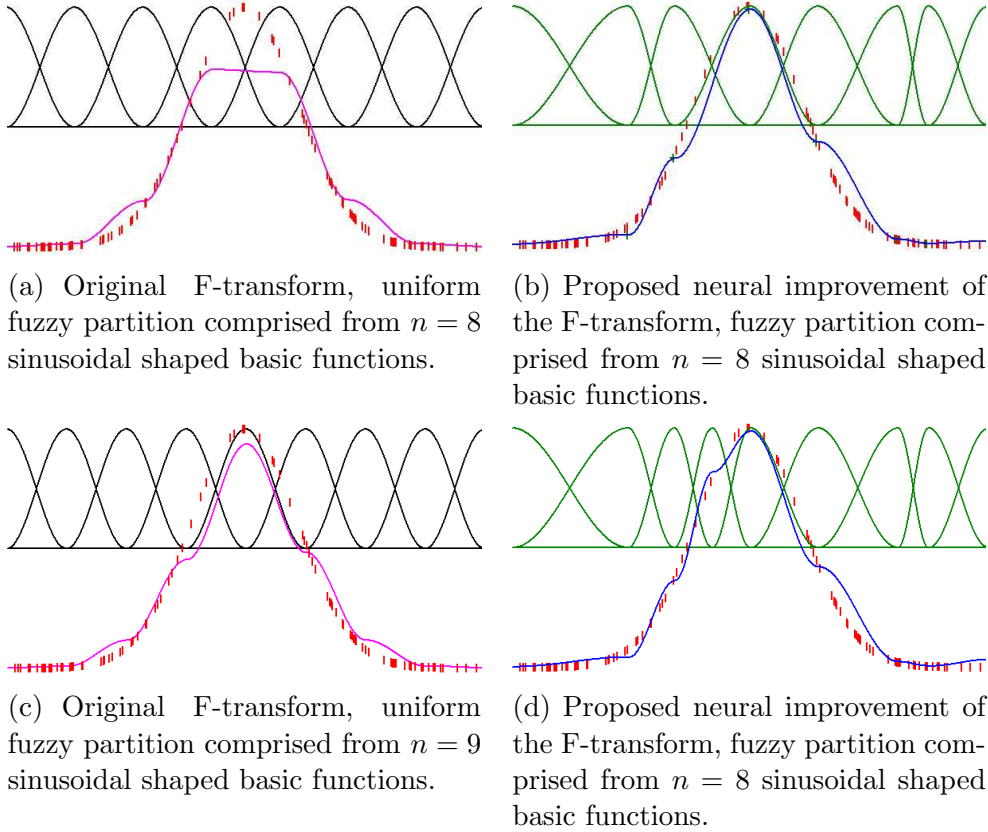 (a) Original F-transform, uniform
fuzzy partition comprised from n = 8
sinusoidal shaped basic functions.
(b) Proposed neural improvement of
the F-transform, fuzzy partition com-
prised from n = 8 sinusoidal shaped
basic functions.
(c) Original F-transform, uniform
fuzzy partition comprised from n = 9
sinusoidal shaped basic functions.
(d) Proposed neural improvement of
the F-transform, fuzzy partition com-
prised from n = 8 sinusoidal shaped
basic functions.